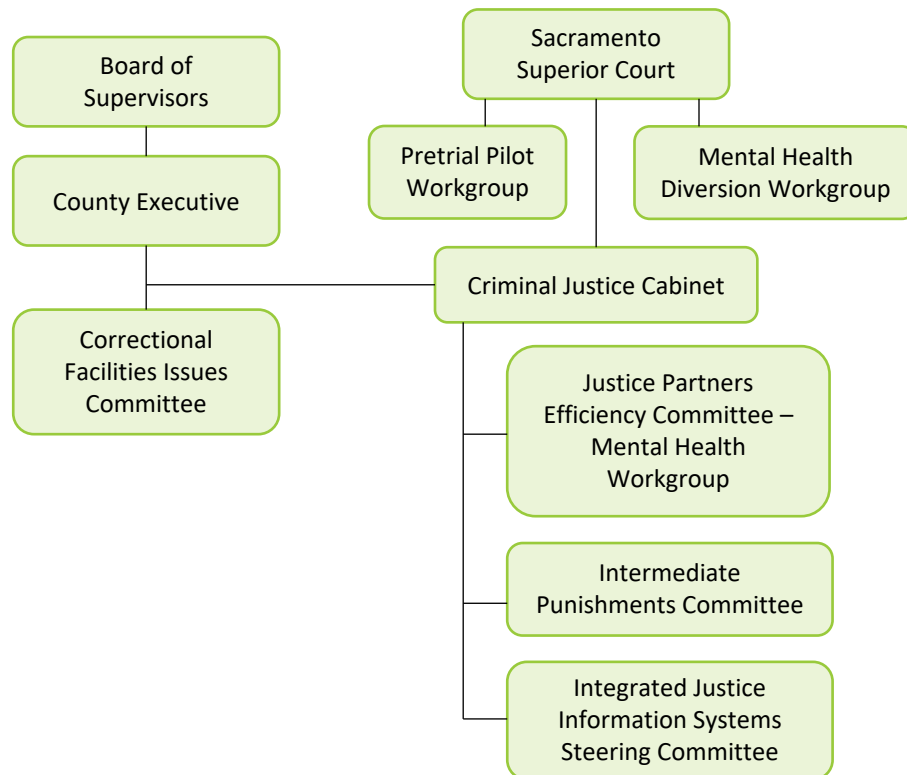 Board of
Supervisors
Sacramento
Superior Court
Pretrial Pilot
Workgroup
Mental Health
Diversion Workgroup
County Executive
Criminal Justice Cabinet
Correctional
Facilities Issues
Committee
Justice Partners
Efficiency Committee –
Mental Health
Workgroup
Intermediate
Punishments Committee
Integrated Justice
Information Systems
Steering Committee